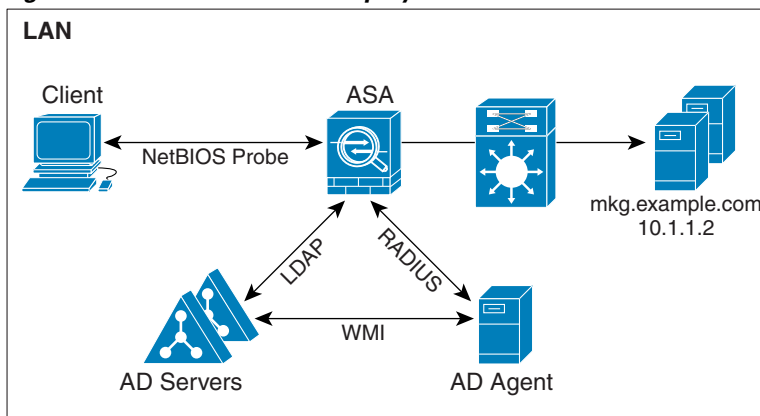 LAN
Client
ASA
NetBIOS Probe
mkg.example.com
10.1.1.2
LDAP
RADIUS
WMI
AD Servers
AD Agent